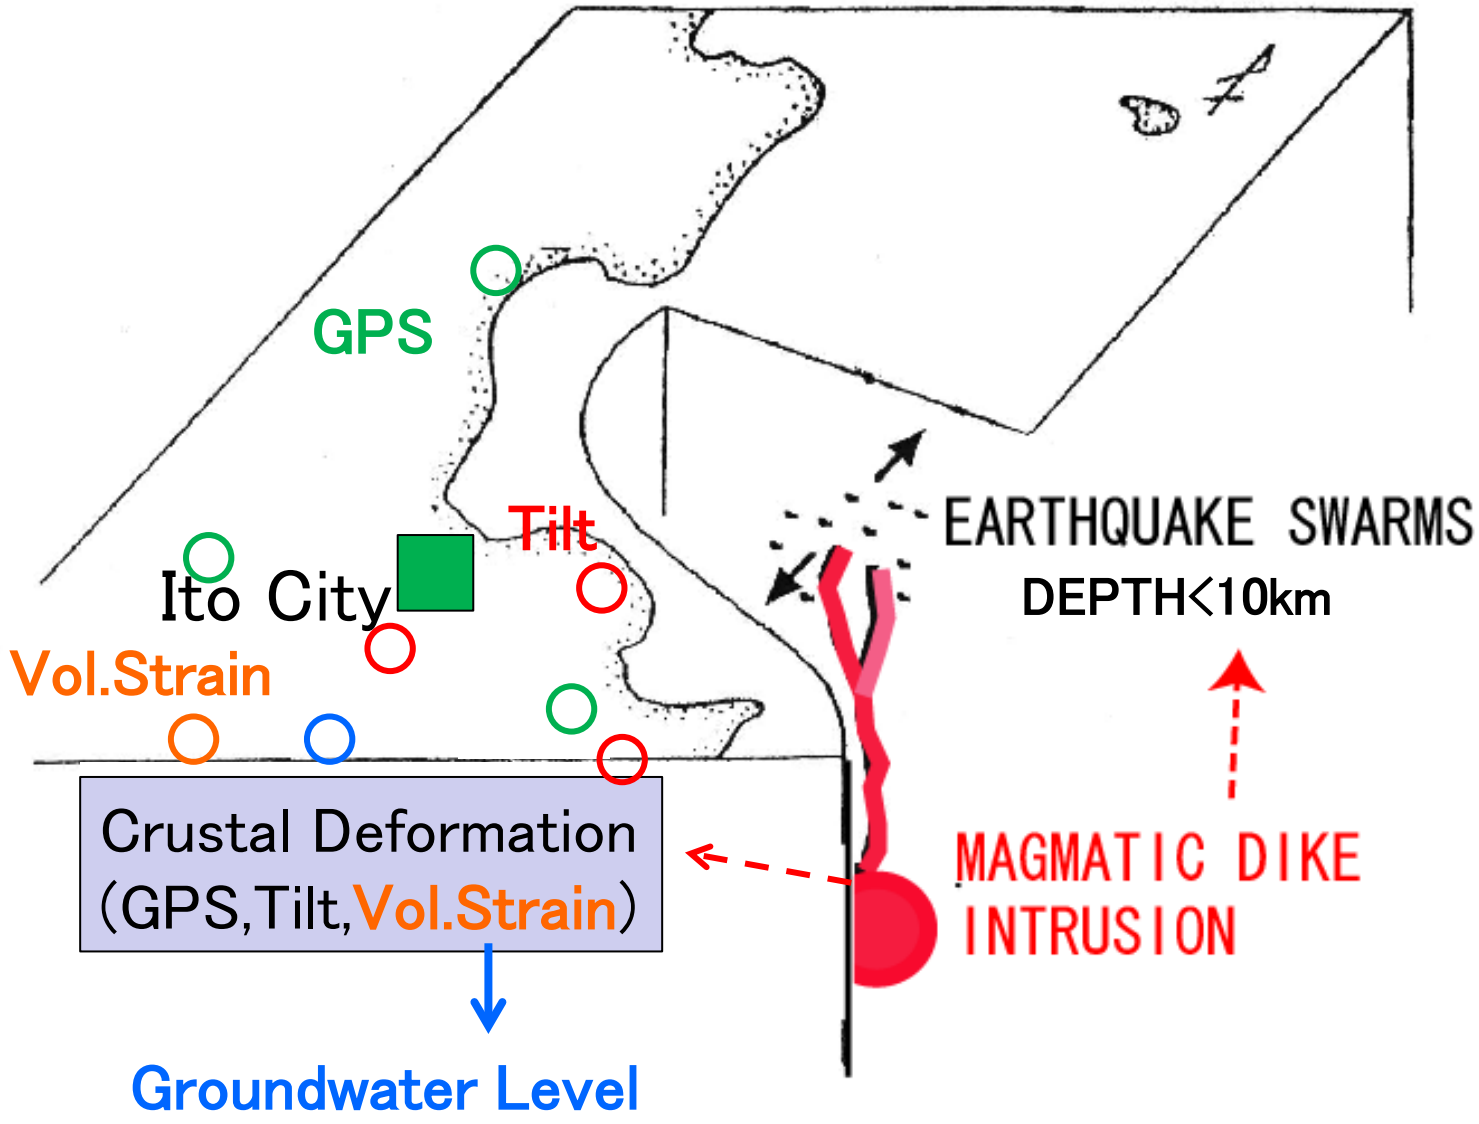 GPS
Tilt
EARTHQUAKE SWARMS
DEPTH<10km
Ito City
Vol.Strain
Crustal Deformation
(GPS,Tilt,Vol.Strain)
MAGMATIC DIKE
INTRUSION
Groundwater Level